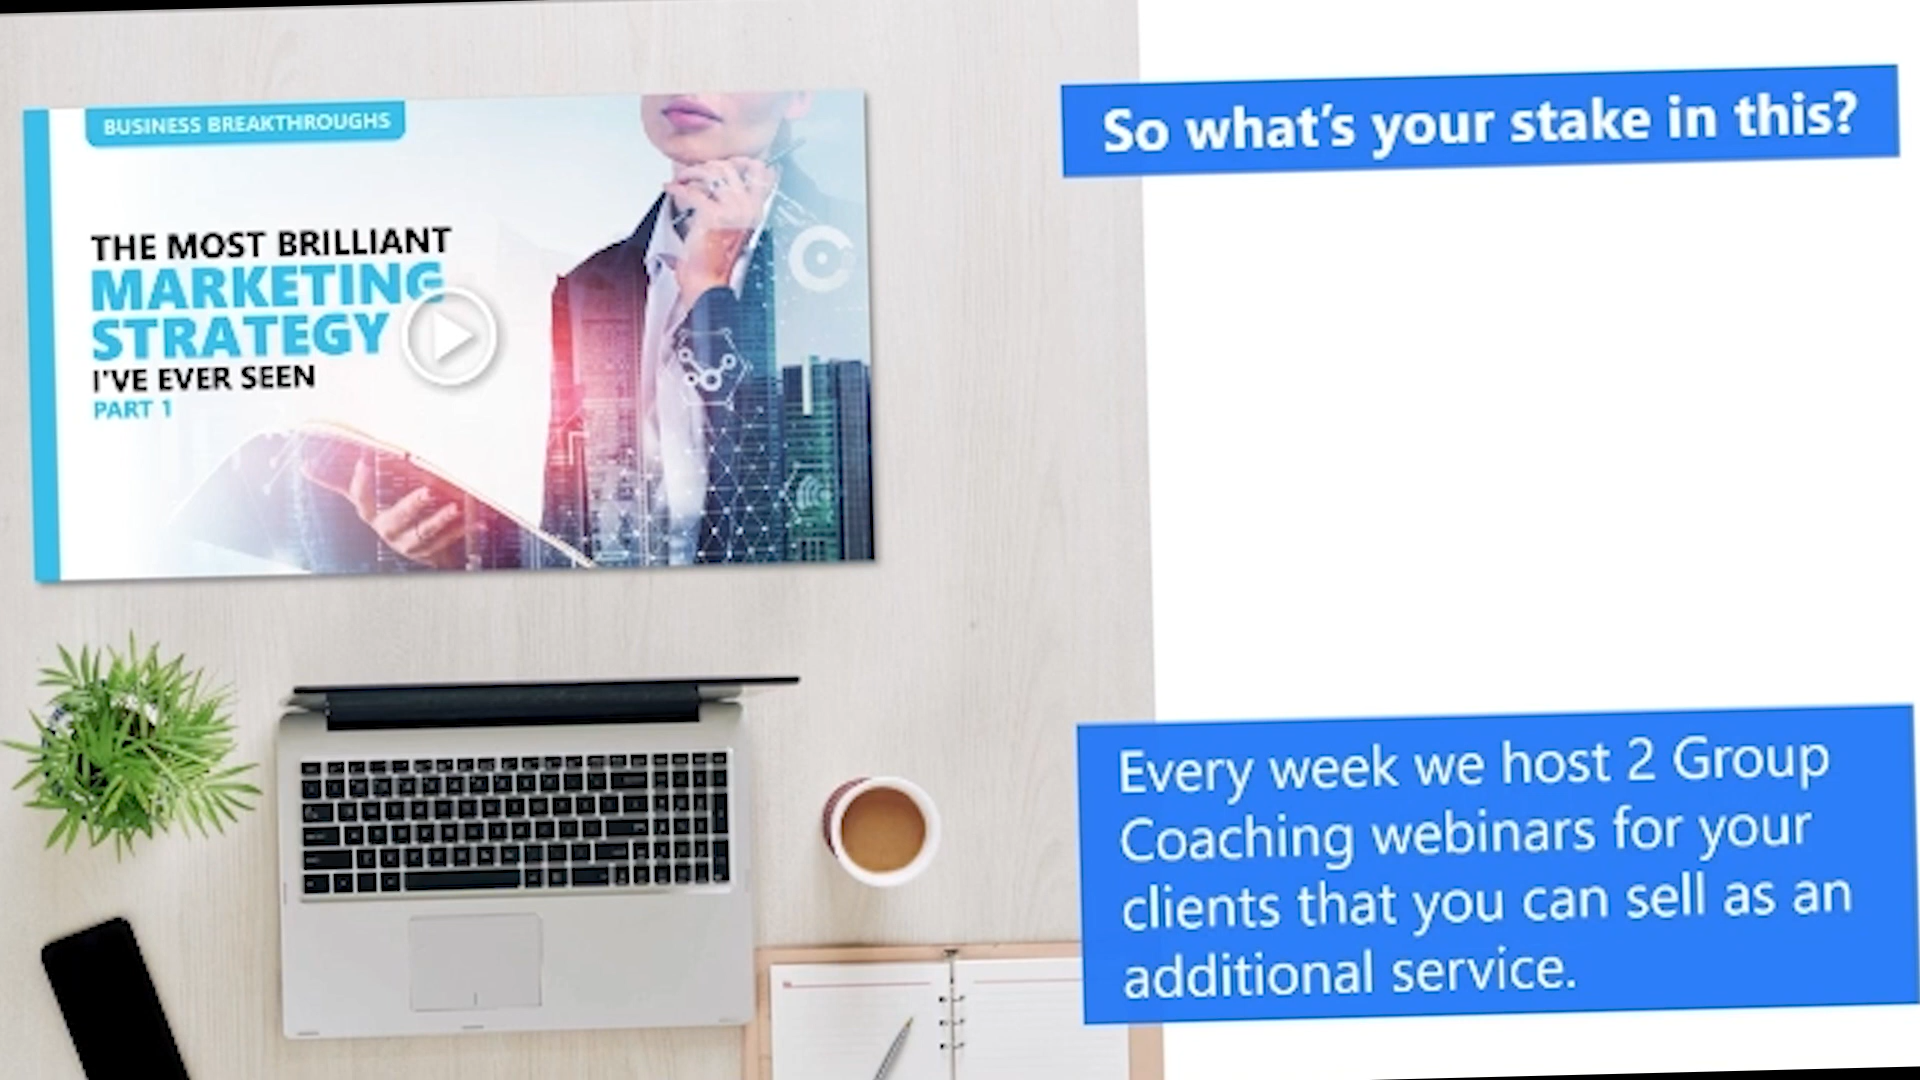 BUSINESS BREAKTHROUGHS
THE MOST BRILLIANT
MARKETING
STRATEGY
I'VE EVER SEEN
PART 1
So what's your stake in this?
Every week we host 2 Group
Coaching webinars for your
clients that you can sell as an
additional service.